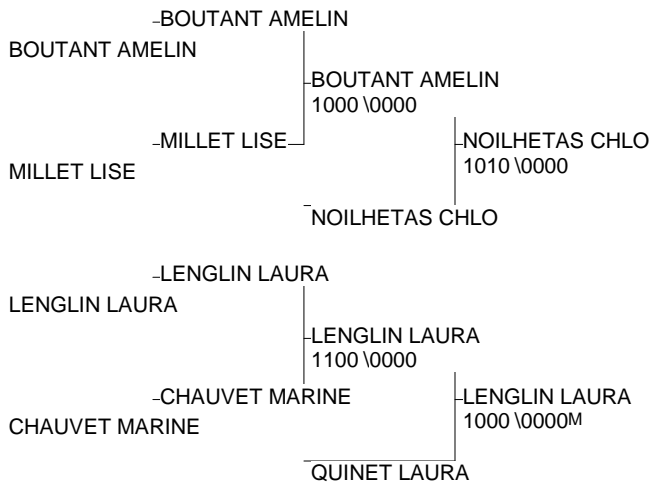 BOUTANT AMELIN
BOUTANT AMELIN
BOUTANT AMELIN
1000 \0000
MILLET LISE
NOILHETAS CHLO
1010 \0000
MILLET LISE
NOILHETAS CHLO
LENGLIN LAURA
LENGLIN LAURA
LENGLIN LAURA
1100 \0000
CHAUVET MARINE
LENGLIN LAURA
1000 \0000M
CHAUVET MARINE
QUINET LAURA